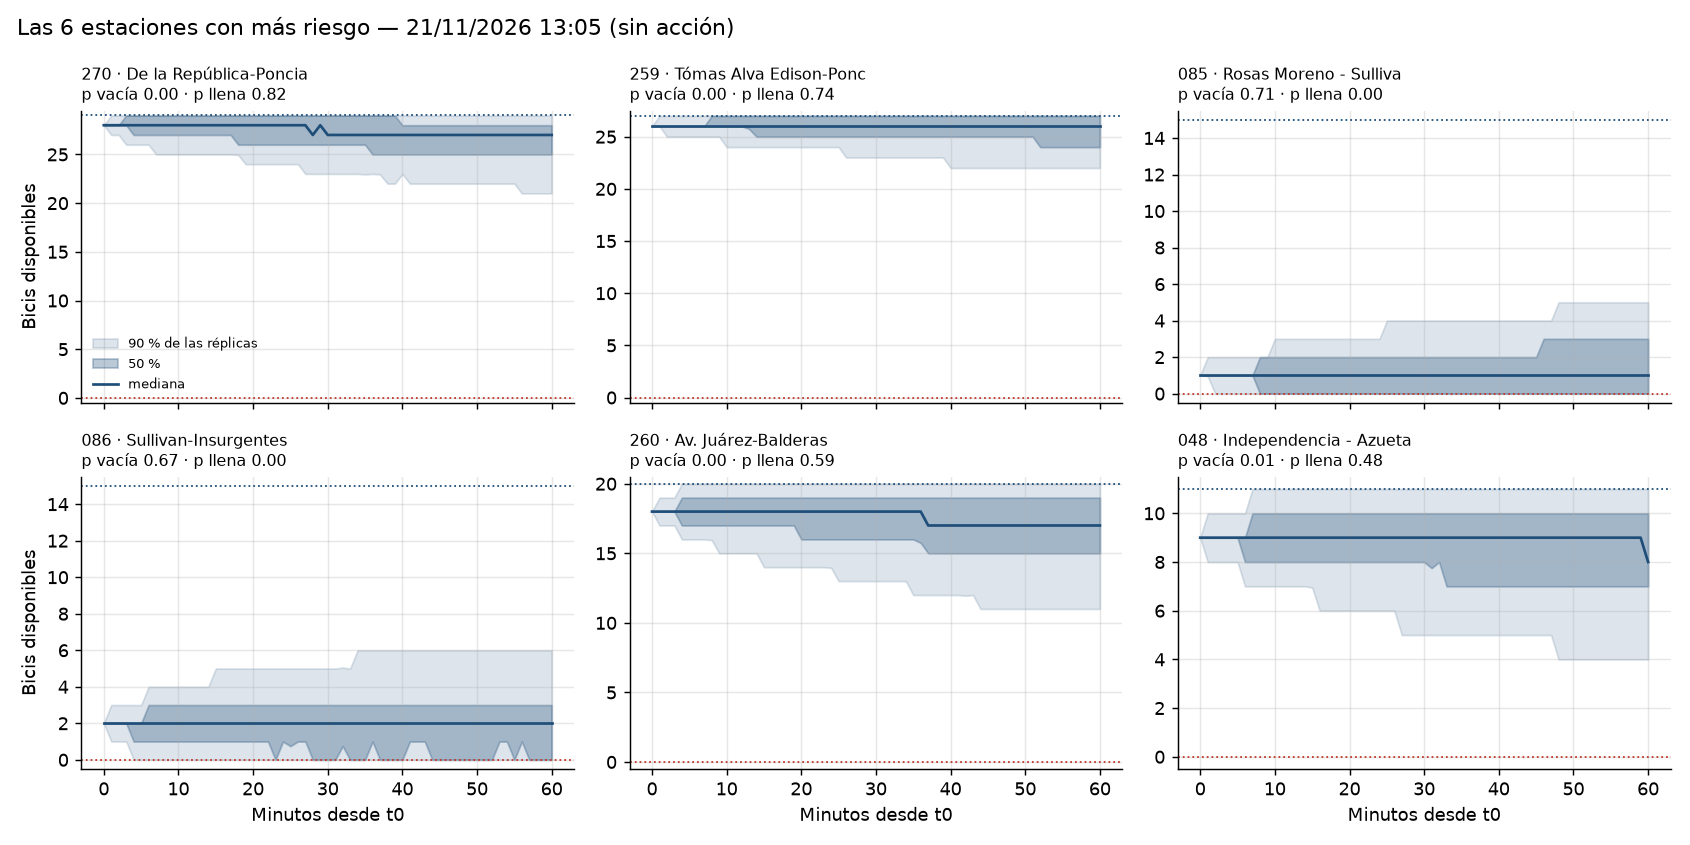 Las 6 estaciones con más riesgo — 21/11/2026 13:05 (sin acción)
270 · De la República-Poncia
p vacía 0.00 · p llena 0.82
Bicis disponibles
25
20
15
10
5
0
90 % de las réplicas
50 %
mediana
259 · Tómas Alva Edison-Ponc
p vacía 0.00 · p llena 0.74
25
20
15
10
5
0
085 · Rosas Moreno - Sulliva
p vacía 0.71 · p llena 0.00
14
12
10
8
6
4
2
0
086 · Sullivan-Insurgentes
p vacía 0.67 · p llena 0.00
Bicis disponibles
14
12
10
8
6
4
2
0
0 10 20 30 40 50 60
Minutos desde t0
260 · Av. Juárez-Balderas
p vacía 0.00 · p llena 0.59
20
15
10
5
0
0 10 20 30 40 50 60
Minutos desde t0
048 · Independencia - Azueta
p vacía 0.01 · p llena 0.48
10
8
6
4
2
0
0 10 20 30 40 50 60
Minutos desde t0